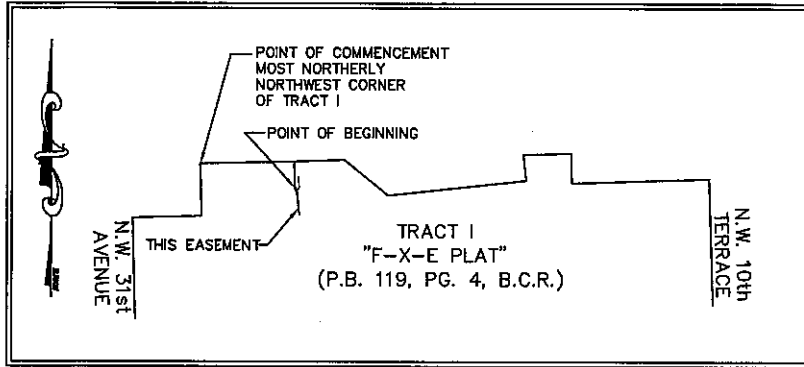 POINT OF COMMENCEMENT
MOST NORTHERLY
NORTHWEST CORNER
OF TRACT I
POINT OF BEGINNING
THIS EASEMENT
N.W. 31st
AVENUE
TRACT I
"F-X-E PLAT"
(P.B. 119, PG. 4, B.C.R.)
N.W. 10th
TERRACE